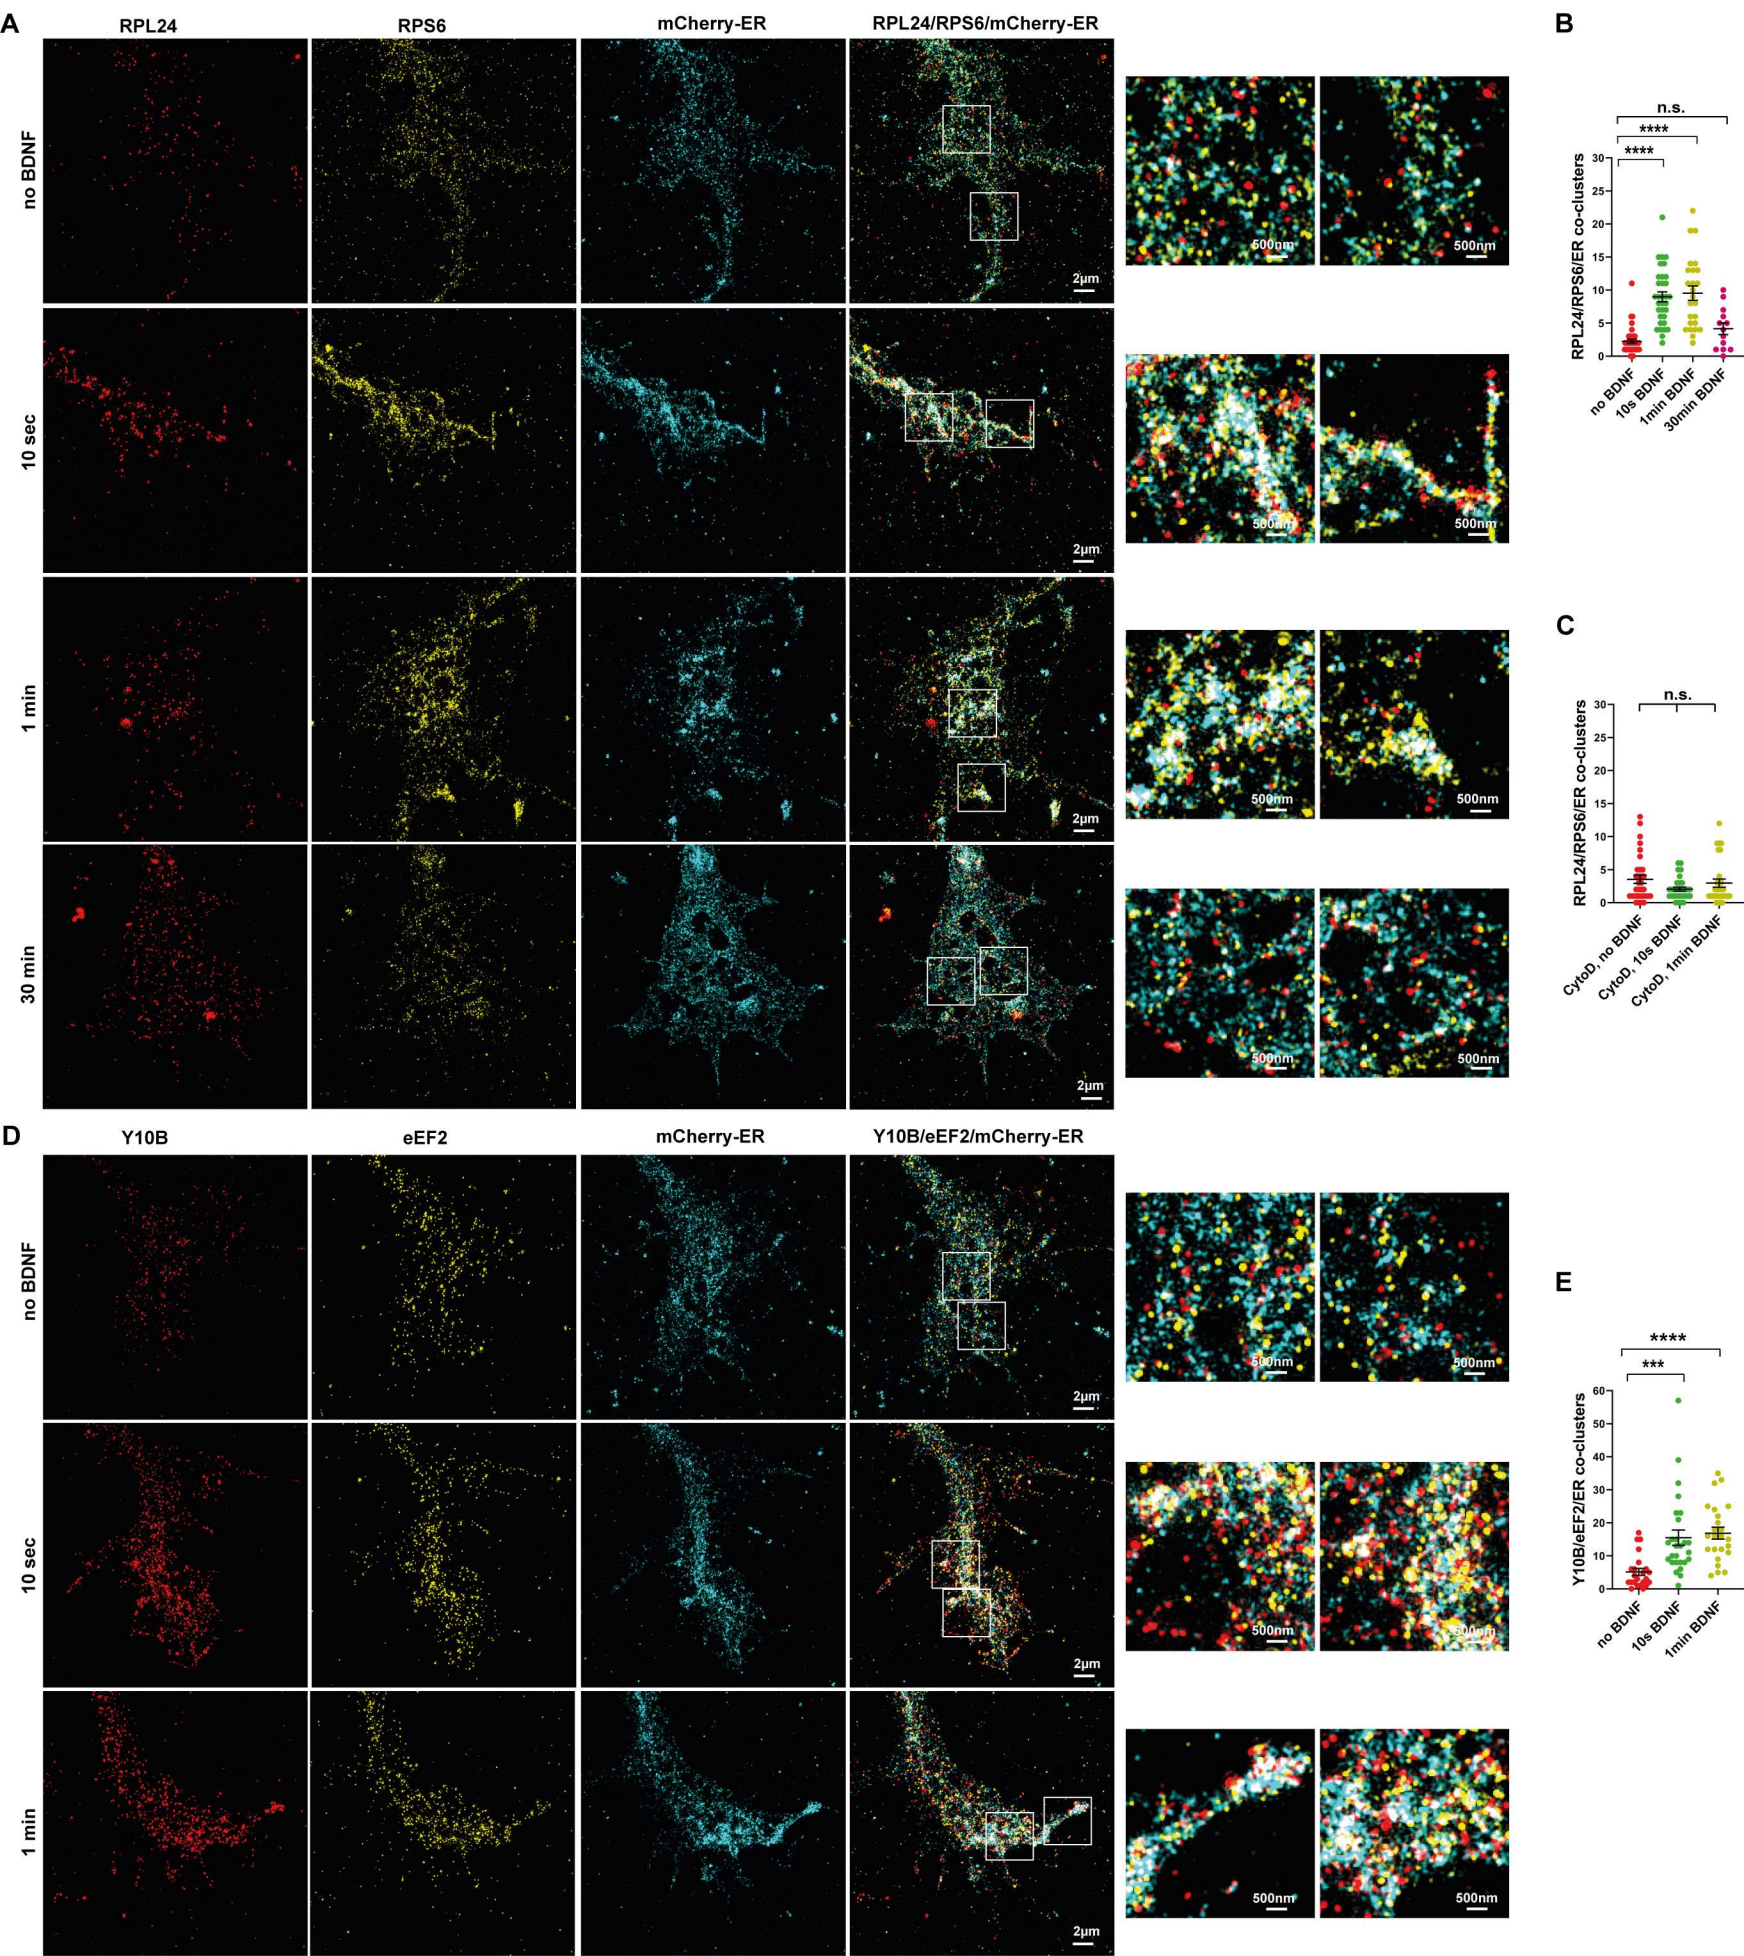 A
RPL24
RPS6
mCherry-ER
RPL24/RPS6/mCherry-ER
no BDNF
2µm
500nm
500nm
10 sec
2µm
500nm
500nm
1 min
2µm
500nm
500nm
30 min
2µm
500nm
500nm
B
n.s.
****
****
RPL24/RPS6/ER co-clusters
30
25
20
15
10
5
0
no BDNF
10s BDNF
1min BDNF
30min BDNF
C
n.s.
RPL24/RPS6/ER co-clusters
30
25
20
15
10
5
0
CytoD, no BDNF
CytoD, 10s BDNF
CytoD, 1min BDNF
D
Y10B
eEF2
mCherry-ER
Y10B/eEF2/mCherry-ER
no BDNF
2µm
500nm
500nm
10 sec
2µm
500nm
500nm
1 min
2µm
500nm
500nm
E
****
***
Y10B/eEF2/ER co-clusters
60
50
40
30
20
10
0
no BDNF
10s BDNF
1min BDNF